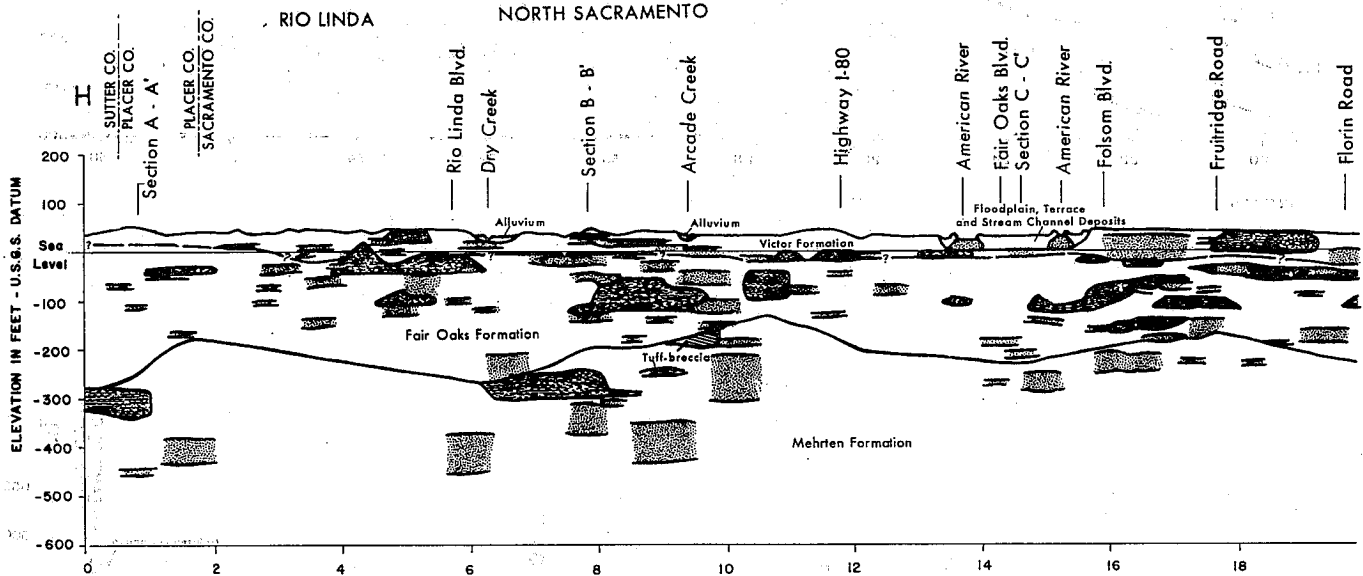 RIO LINDA
NORTH SACRAMENTO
H
SUTTER CO.
PLACER CO.
Section A - A'
PLACER CO.
SACRAMENTO CO.
Rio Linda Blvd.
Dry Creek
Section B - B'
Arcade Creek
Highway I-80
American River
Fair Oaks Blvd.
Section C - C'
American River
Folsom Blvd.
Fruitridge Road
Florin Road
ELEVATION IN FEET - U.S.G.S. DATUM
200
100
Sea
Level
-100
-200
-300
-400
-500
-600
Alluvium
Alluvium
Floodplain, Terrace
and Stream Channel Deposits
Victor Formation
? ? ? ? ? ?
Fair Oaks Formation
Tuff-breccia
Mehrten Formation
0 2 4 6 8 10 12 14 16 18